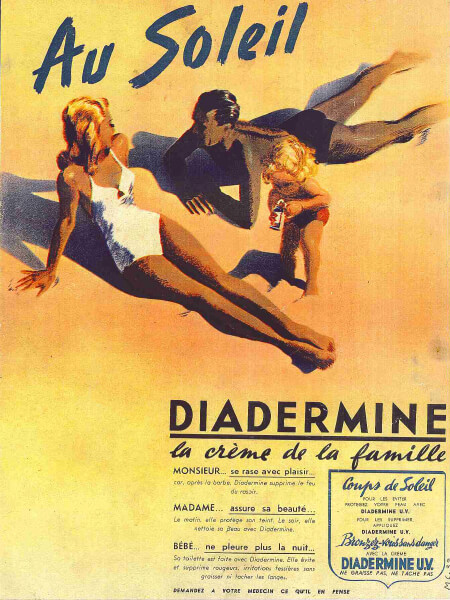 Au Soleil
DIADERMINE
la crème de la famille
MONSIEUR... se rase avec plaisir...
car, après la barbe, Diadermine supprime le feu
du rasoir.
MADAME... assure sa beauté...
Le matin, elle protège son teint. Le soir, elle
nettoie sa peau avec Diadermine.
BÉBÉ... ne pleure plus la nuit...
Sa toilette est faite avec Diadermine. Elle évite
et supprime rougeurs, irritations fessières sans
graisser ni tacher les langes.
DEMANDEZ A VOTRE MEDECIN CE QU'IL EN PENSE
Coups de Soleil
POUR LES ÉVITER
PROTEGEZ VOTRE PEAU AVEC
DIADERMINE U.V.
POUR LES SUPPRIMER
APPLIQUEZ
DIADERMINE U.V.
Bronzez-vous sans danger
AVEC LA CRÈME
DIADERMINE U.V.
NE GRAISSE PAS, NE TACHE PAS